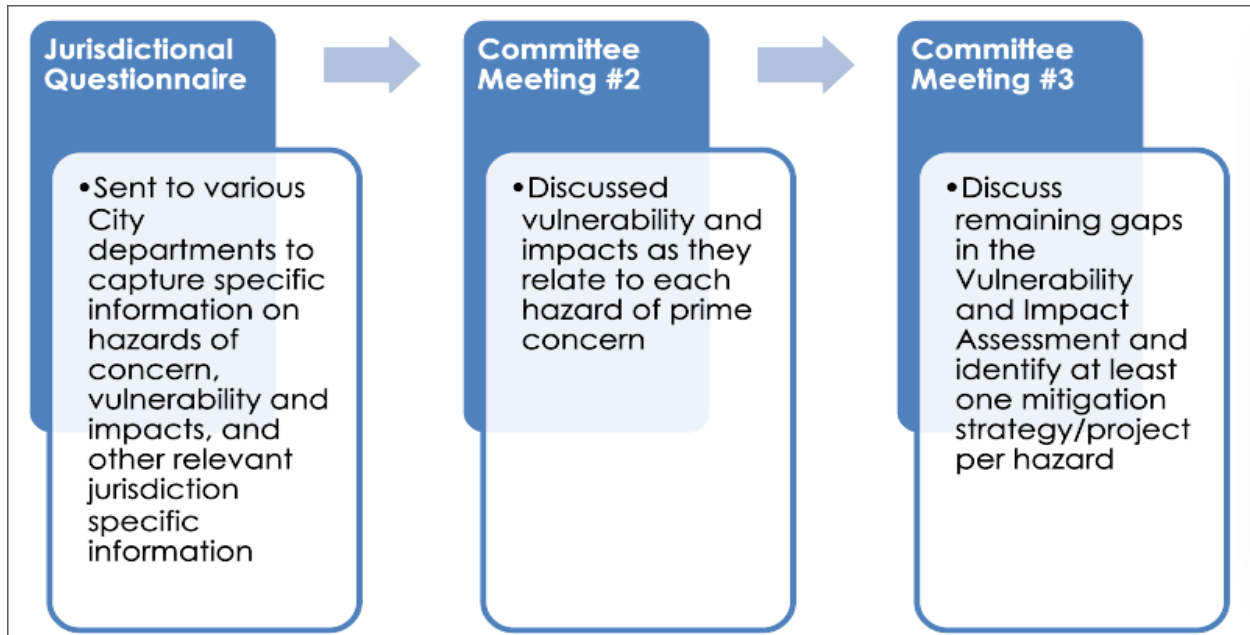 Jurisdictional
Questionnaire
•Sent to various
City
departments to
capture specific
information on
hazards of
concern,
vulnerability and
impacts, and
other relevant
jurisdiction
specific
information
Committee
Meeting #2
•Discussed
vulnerability and
impacts as they
relate to each
hazard of prime
concern
Committee
Meeting #3
•Discuss
remaining gaps
in the
Vulnerability
and Impact
Assessment and
identify at least
one mitigation
strategy/project
per hazard